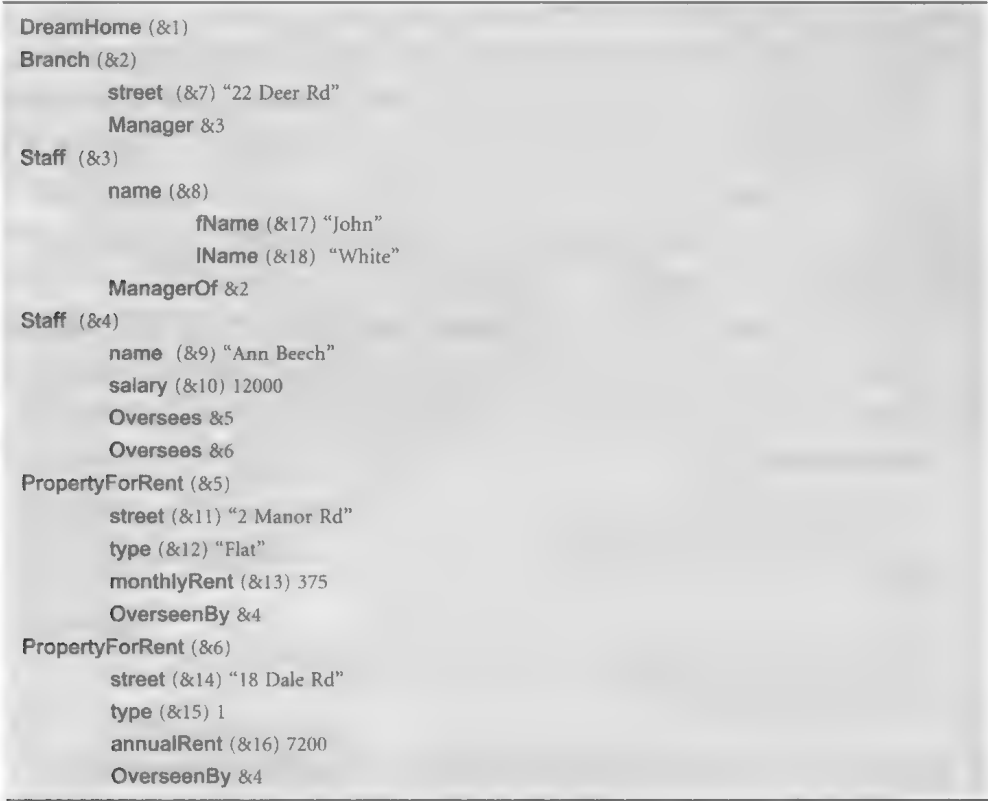 DreamHome (&1)
Branch (&2)
street (&7) “22 Deer Rd”
Manager &3
Staff (&3)
name (&8)
fName (&17) “John”
lName (&18) “White”
ManagerOf &2
Staff (&4)
name (&9) “Ann Beech”
salary (&10) 12000
Oversees &5
Oversees &6
PropertyForRent (&5)
street (&11) “2 Manor Rd”
type (&12) “Flat”
monthlyRent (&13) 375
OverseenBy &4
PropertyForRent (&6)
street (&14) “18 Dale Rd”
type (&15) 1
annualRent (&16) 7200
OverseenBy &4